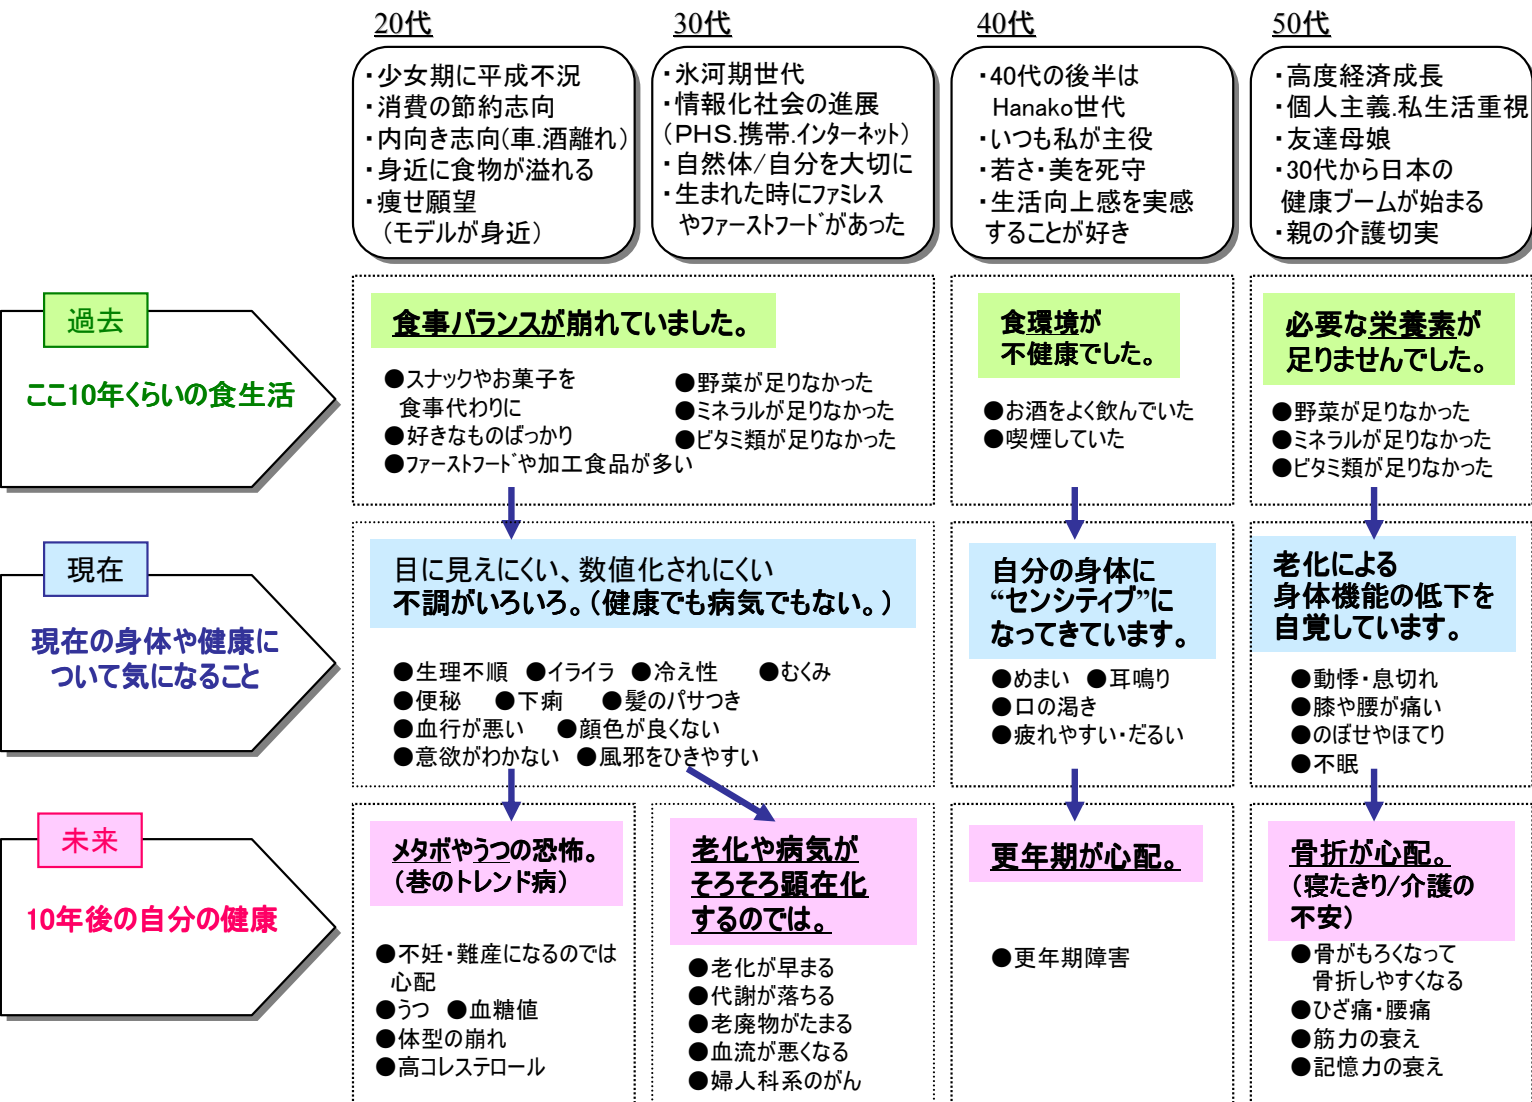 20代
・少女期に平成不況
・消費の節約志向
・内向き志向(車.酒離れ)
・身近に食物が溢れる
・痩せ願望
(モデルが身近)
30代
・氷河期世代
・情報化社会の進展
(PHS.携帯.インターネット)
・自然体/自分を大切に
・生まれた時にファミレス
やファーストフードがあった
40代
・40代の後半は
Hanako世代
・いつも私が主役
・若さ・美を死守
・生活向上感を実感
することが好き
50代
・高度経済成長
・個人主義.私生活重視
・友達母娘
・30代から日本の
健康ブームが始まる
・親の介護切実
過去
ここ10年くらいの食生活
食事バランスが崩れていました。
●スナックやお菓子を
食事代わりに
●好きなものばっかり
●ファーストフードや加工食品が多い
●野菜が足りなかった
●ミネラルが足りなかった
●ビタミ類が足りなかった
食環境が
不健康でした。
●お酒をよく飲んでいた
●喫煙していた
必要な栄養素が
足りませんでした。
●野菜が足りなかった
●ミネラルが足りなかった
●ビタミ類が足りなかった
現在
現在の身体や健康に
ついて気になること
目に見えにくい、数値化されにくい
不調がいろいろ。(健康でも病気でもない。)
●生理不順 ●イライラ ●冷え性 ●むくみ
●便秘 ●下痢 ●髪のパサつき
●血行が悪い ●顔色が良くない
●意欲がわかない ●風邪をひきやすい
自分の身体に
“センシティブ”に
なってきています。
●めまい ●耳鳴り
●口の渇き
●疲れやすい・だるい
老化による
身体機能の低下を
自覚しています。
●動悸・息切れ
●膝や腰が痛い
●のぼせやほてり
●不眠
未来
10年後の自分の健康
メタボやうつの恐怖。
(巷のトレンド病)
●不妊・難産になるのでは
心配
●うつ ●血糖値
●体型の崩れ
●高コレステロール
老化や病気が
そろそろ顕在化
するのでは。
●老化が早まる
●代謝が落ちる
●老廃物がたまる
●血流が悪くなる
●婦人科系のがん
更年期が心配。
●更年期障害
骨折が心配。
(寝たきり/介護の
不安)
●骨がもろくなって
骨折しやすくなる
●ひざ痛・腰痛
●筋力の衰え
●記憶力の衰え